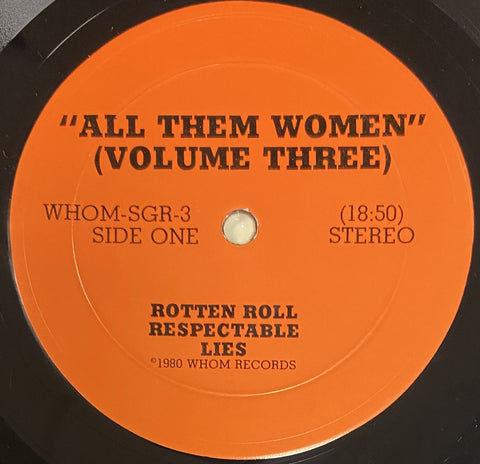 "ALL THEM WOMEN"
(VOLUME THREE)
WHOM-SGR-3 (18:50)
SIDE ONE STEREO
ROTTEN ROLL
RESPECTABLE
LIES
©1980 WHOM RECORDS